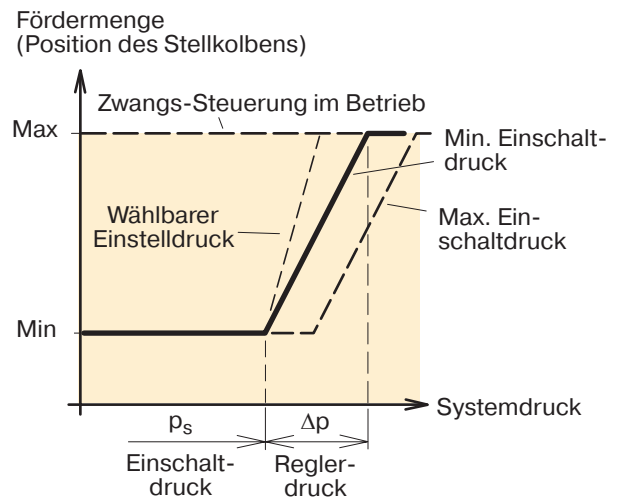 Fördermenge
(Position des Stellkolbens)
Zwangs-Steuerung im Betrieb
Max
Min. Einschalt-
druck
Wählbarer
Einstelldruck
Max. Ein-
schaltdruck
Min
Systemdruck
pₛ
Δp
Einschalt-
druck
Regler-
druck